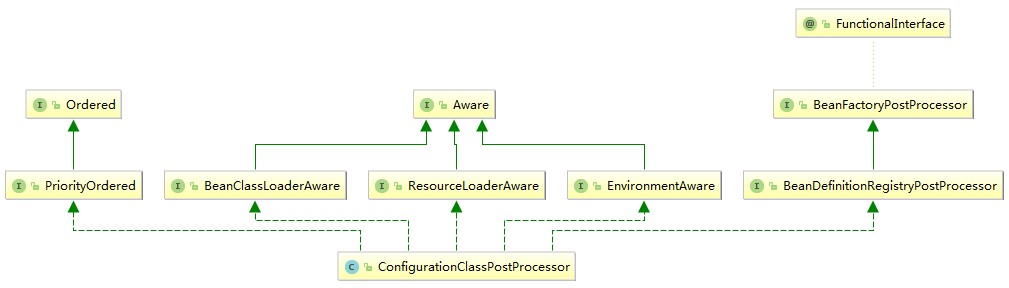 @ FunctionalInterface
I Ordered
I Aware
I BeanFactoryPostProcessor
I PriorityOrdered
I BeanClassLoaderAware
I ResourceLoaderAware
I EnvironmentAware
I BeanDefinitionRegistryPostProcessor
C ConfigurationClassPostProcessor